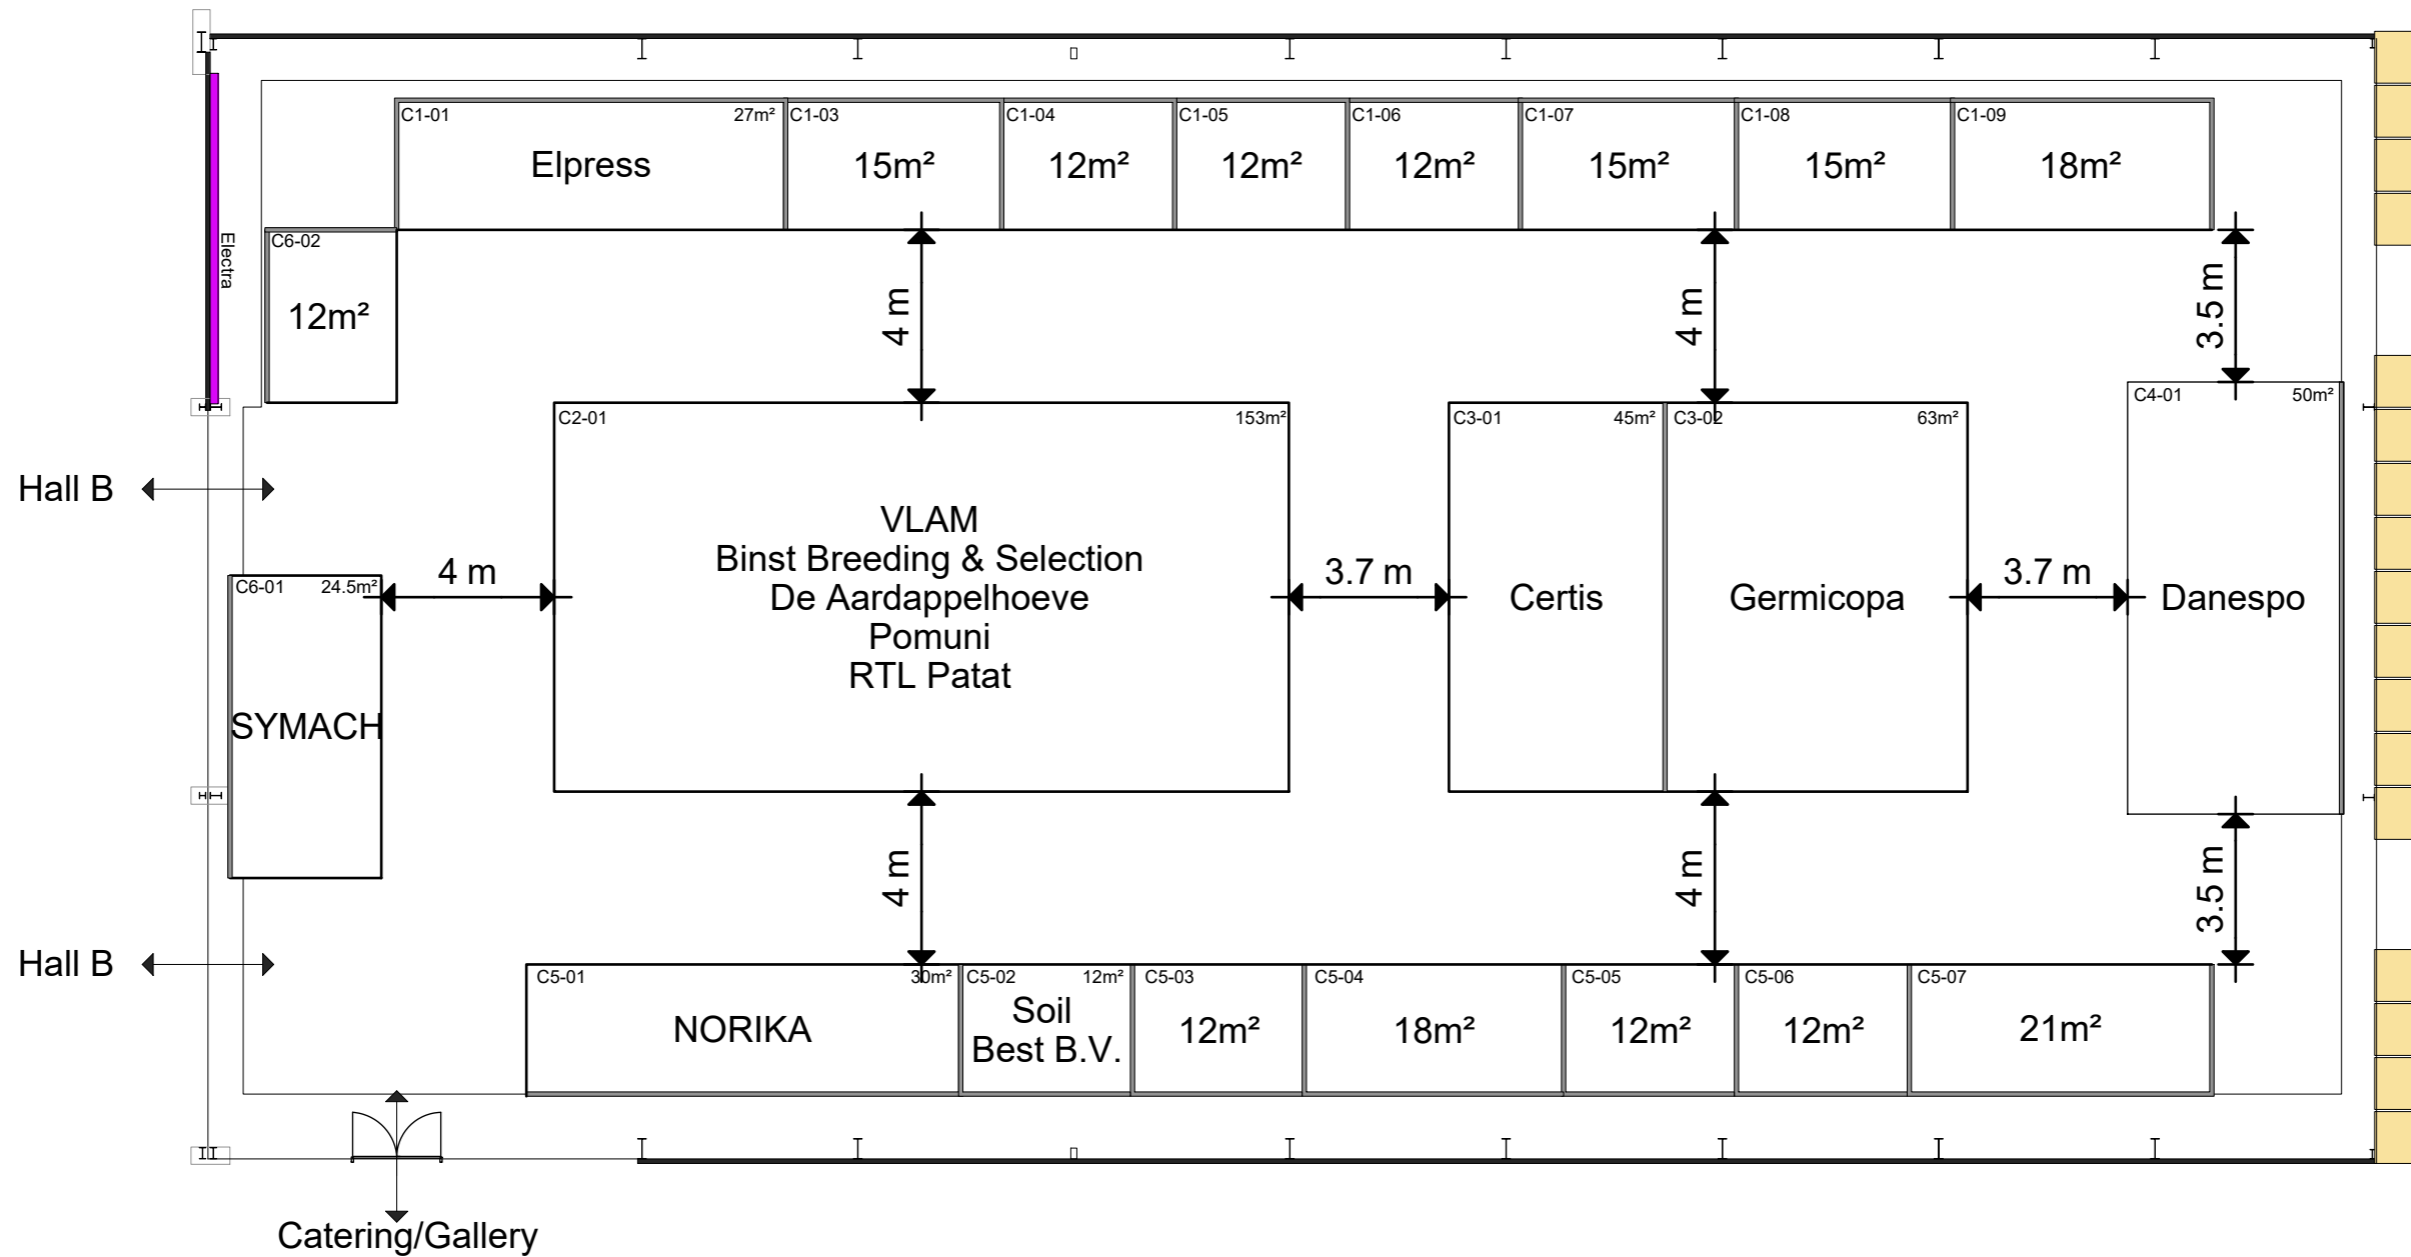 C1-01 27m² C1-03 C1-04 C1-05 C1-06 C1-07 C1-08 C1-09
Elpress 15m² 12m² 12m² 12m² 15m² 15m² 18m²
Electra
C6-02
12m²
4 m 4 m 3.5 m
C4-01 50m²
C2-01 153m² C3-01 45m² C3-02 63m²
Hall B
VLAM
Binst Breeding & Selection
De Aardappelhoeve
Pomuni
RTL Patat
C6-01 24.5m²
4 m 3.7 m 3.7 m
Certis Germicopa Danespo
SYMACH
4 m 4 m 3.5 m
Hall B
C5-01 30m² C5-02 12m² C5-03 C5-04 C5-05 C5-06 C5-07
NORIKA
Soil
Best B.V.
12m² 18m² 12m² 12m² 21m²
Catering/Gallery